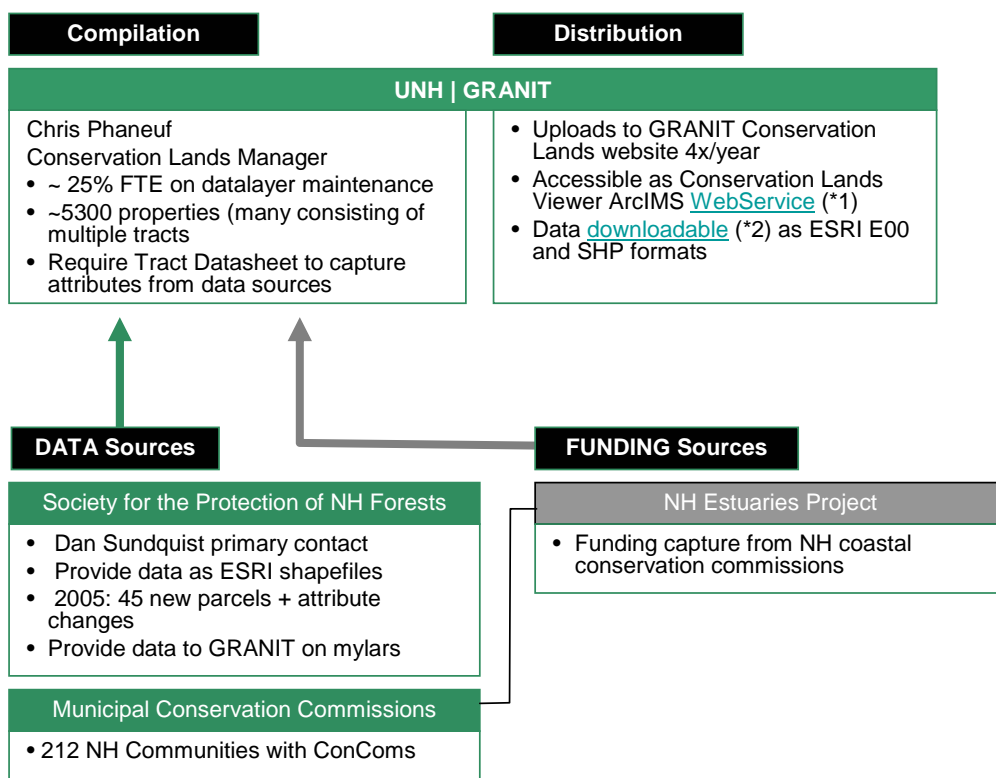 Compilation
Distribution
UNH | GRANIT
Chris Phaneuf
Conservation Lands Manager
• ~ 25% FTE on datalayer maintenance
• ~5300 properties (many consisting of
multiple tracts
• Require Tract Datasheet to capture
attributes from data sources
• Uploads to GRANIT Conservation
Lands website 4x/year
• Accessible as Conservation Lands
Viewer ArcIMS WebService (*1)
• Data downloadable (*2) as ESRI E00
and SHP formats
DATA Sources
FUNDING Sources
Society for the Protection of NH Forests
• Dan Sundquist primary contact
• Provide data as ESRI shapefiles
• 2005: 45 new parcels + attribute
changes
• Provide data to GRANIT on mylars
NH Estuaries Project
• Funding capture from NH coastal
conservation commissions
Municipal Conservation Commissions
• 212 NH Communities with ConComs